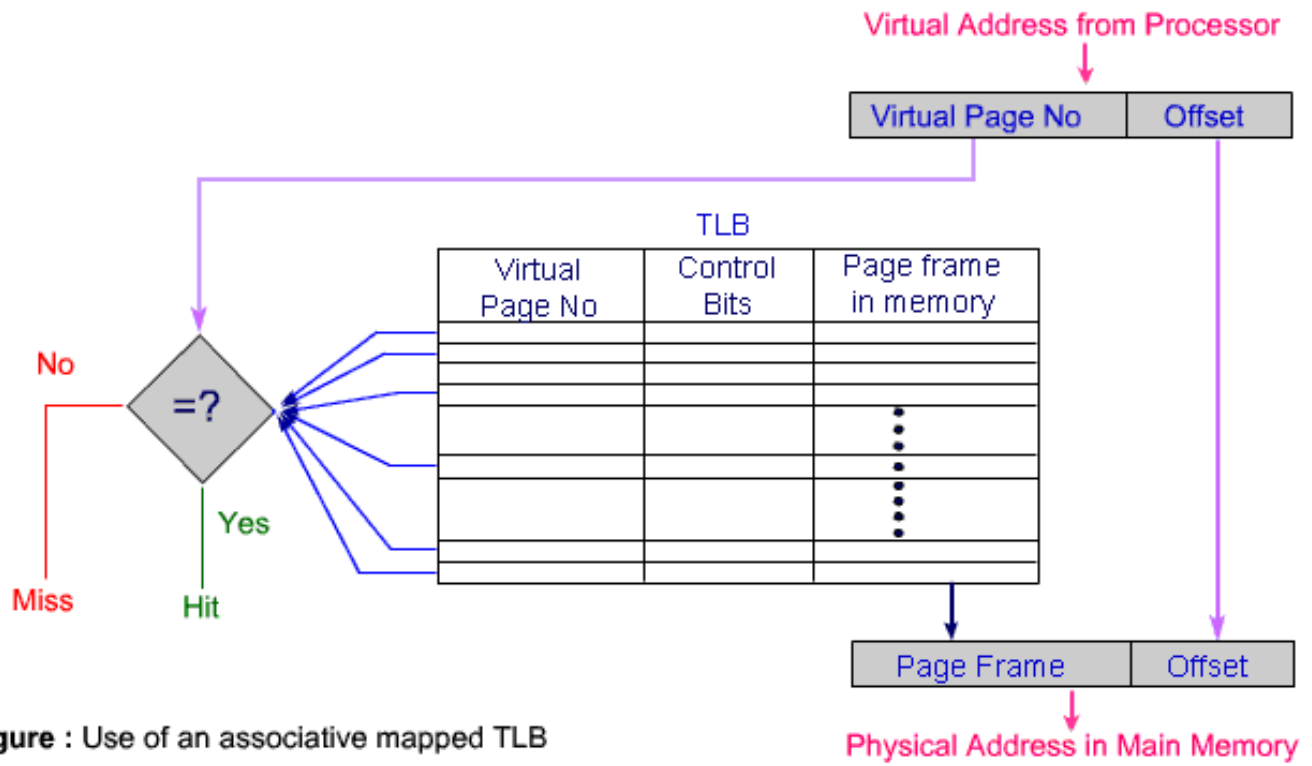 Virtual Address from Processor
Virtual Page No
Offset
TLB
Virtual
Page No
Control
Bits
Page frame
in memory
No
=?
Yes
Miss
Hit
Page Frame
Offset
gure : Use of an associative mapped TLB
Physical Address in Main Memory